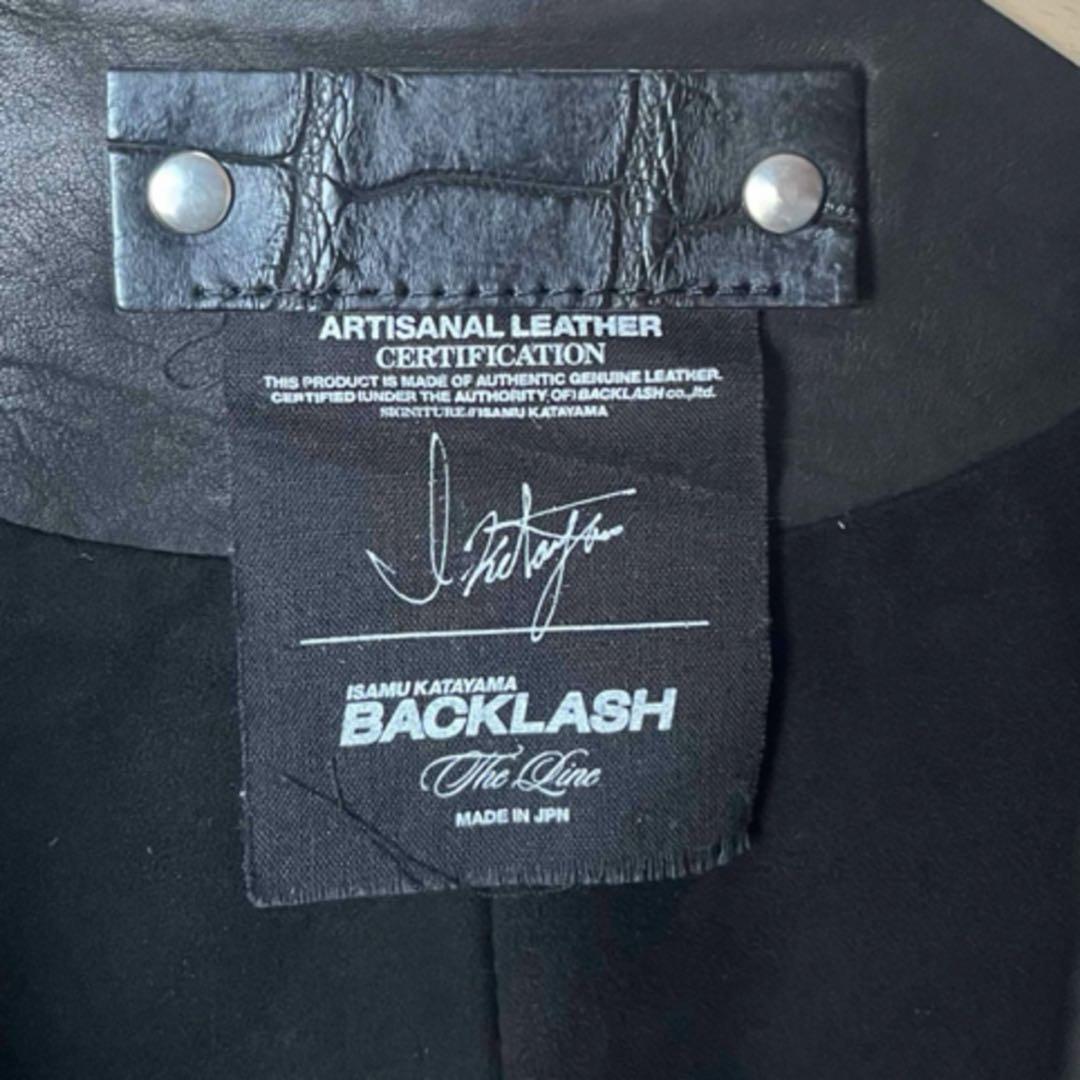 ARTISANAL LEATHER
CERTIFICATION
THIS PRODUCT IS MADE OF AUTHENTIC GENUINE LEATHER.
CERTIFIED (UNDER THE AUTHORITY OF) BACKLASH co.,ltd.
SIGNITURE//ISAMU KATAYAMA
I. Katayama
ISAMU KATAYAMA
BACKLASH
The Line
MADE IN JPN